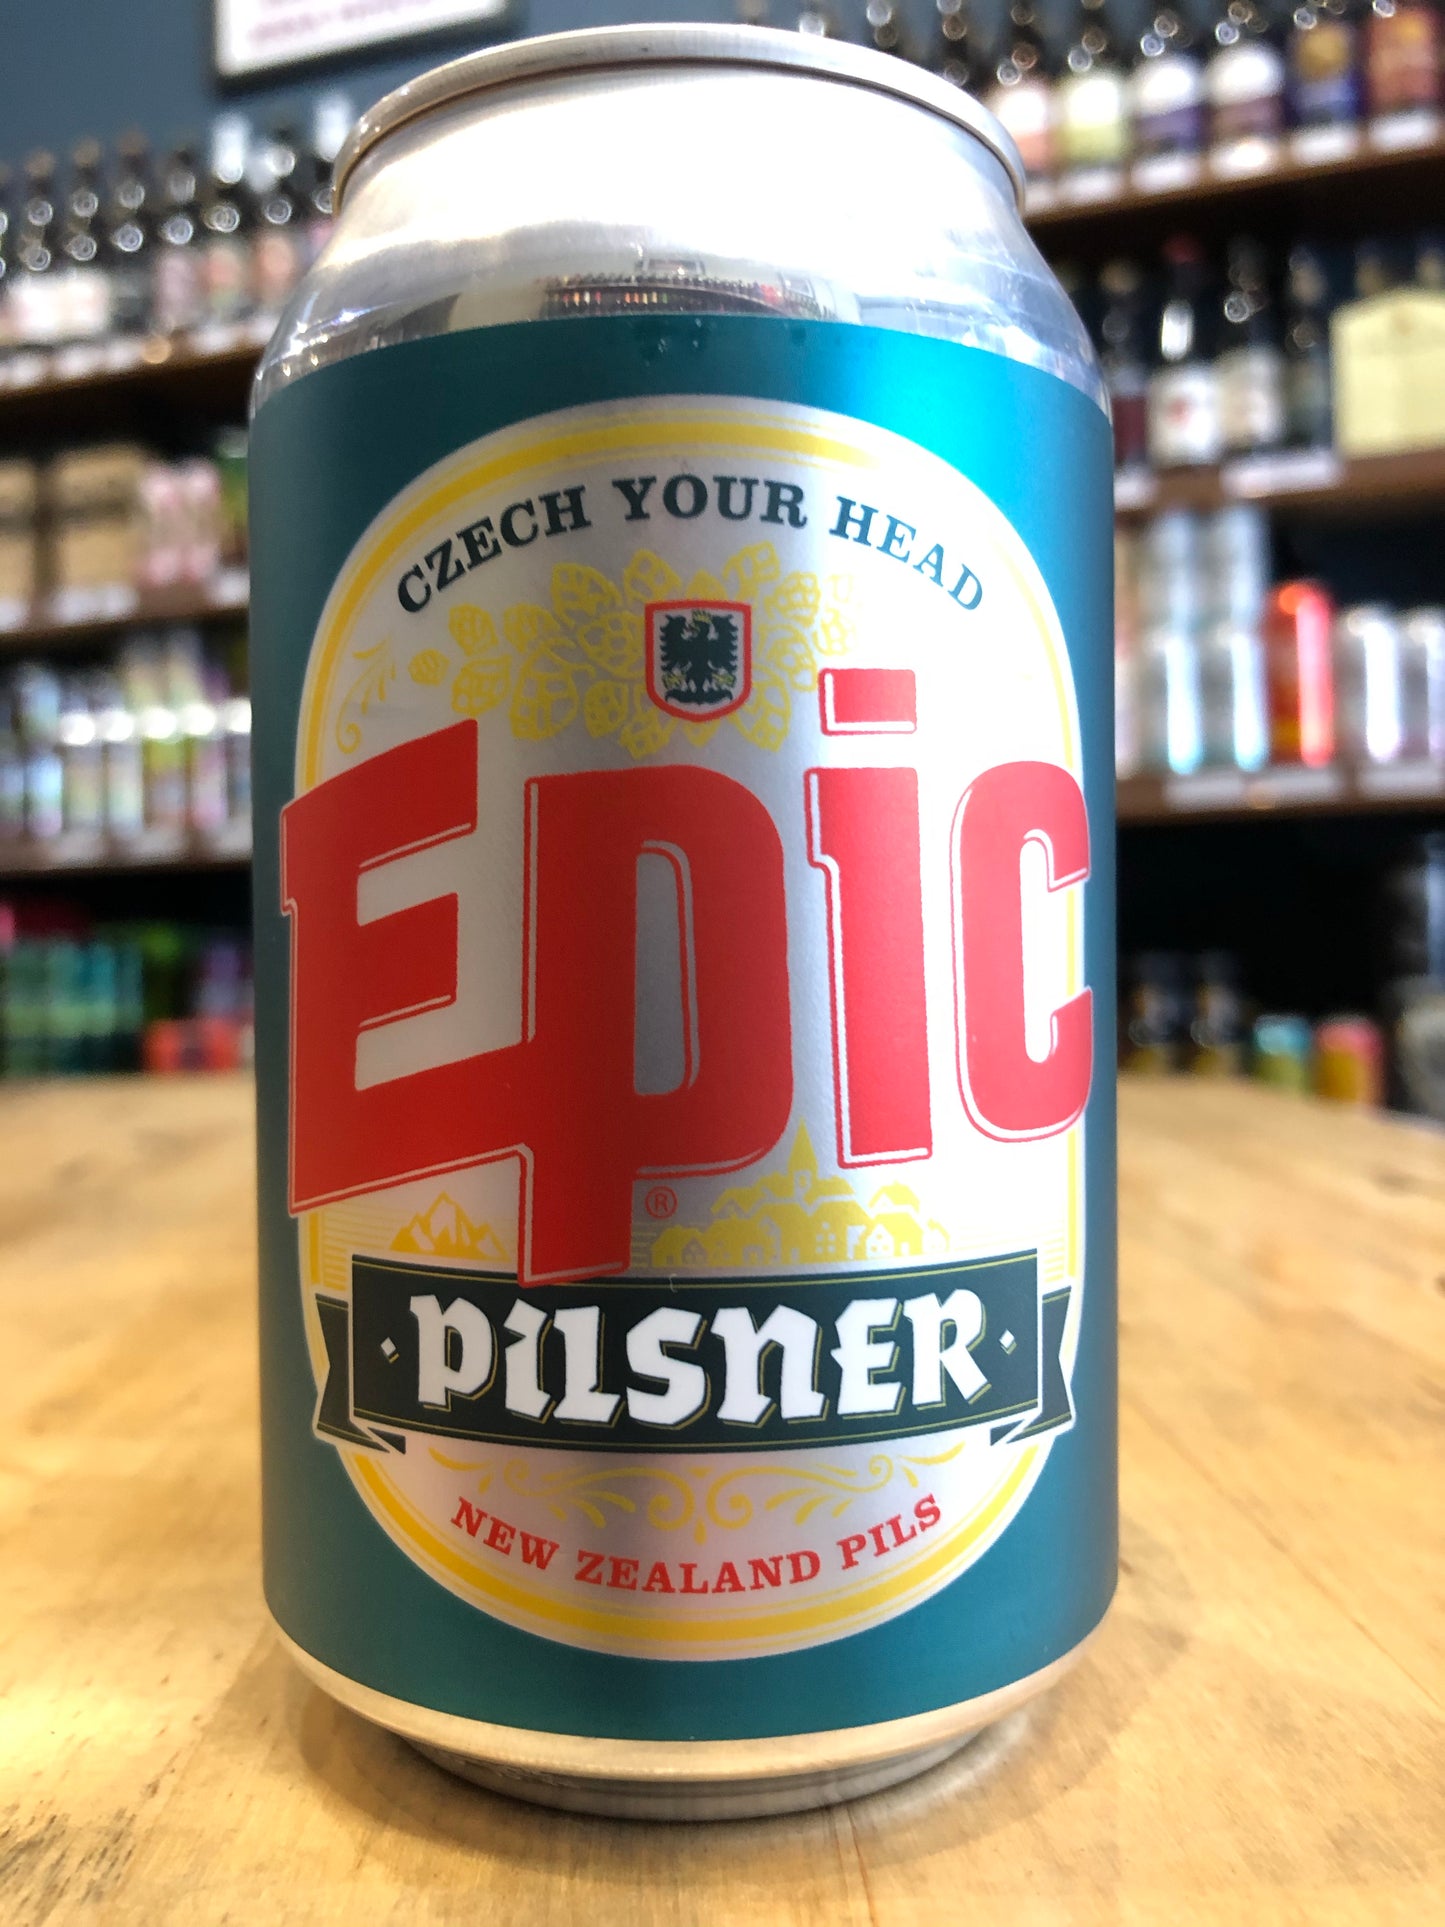 CZECH YOUR HEAD
Epic
®
PILSNER
NEW ZEALAND PILS